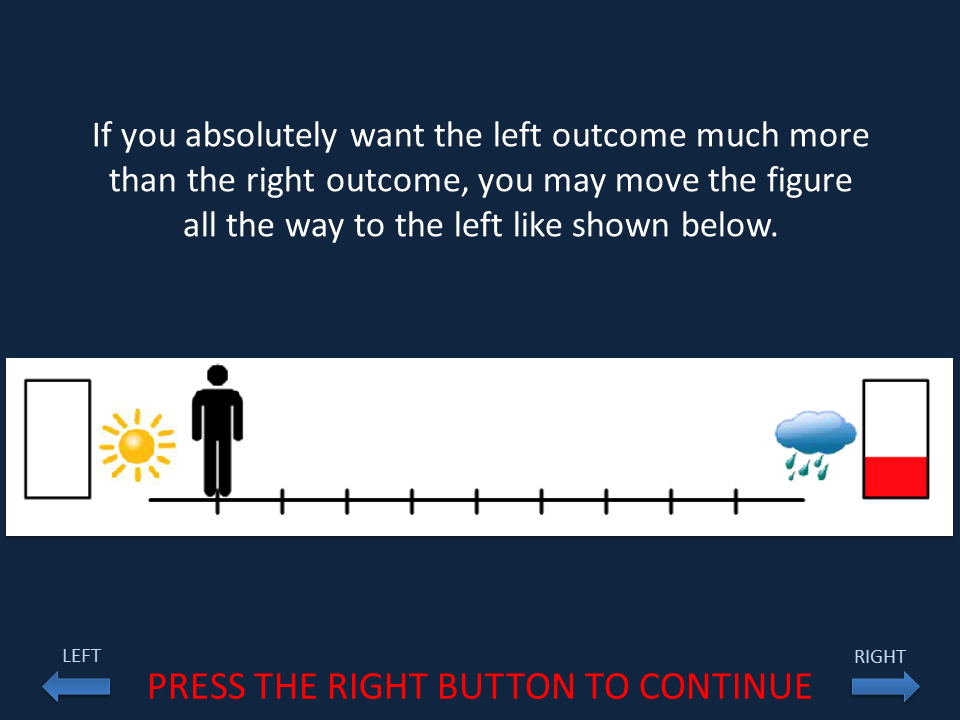 If you absolutely want the left outcome much more
than the right outcome, you may move the figure
all the way to the left like shown below.
LEFT
RIGHT
PRESS THE RIGHT BUTTON TO CONTINUE